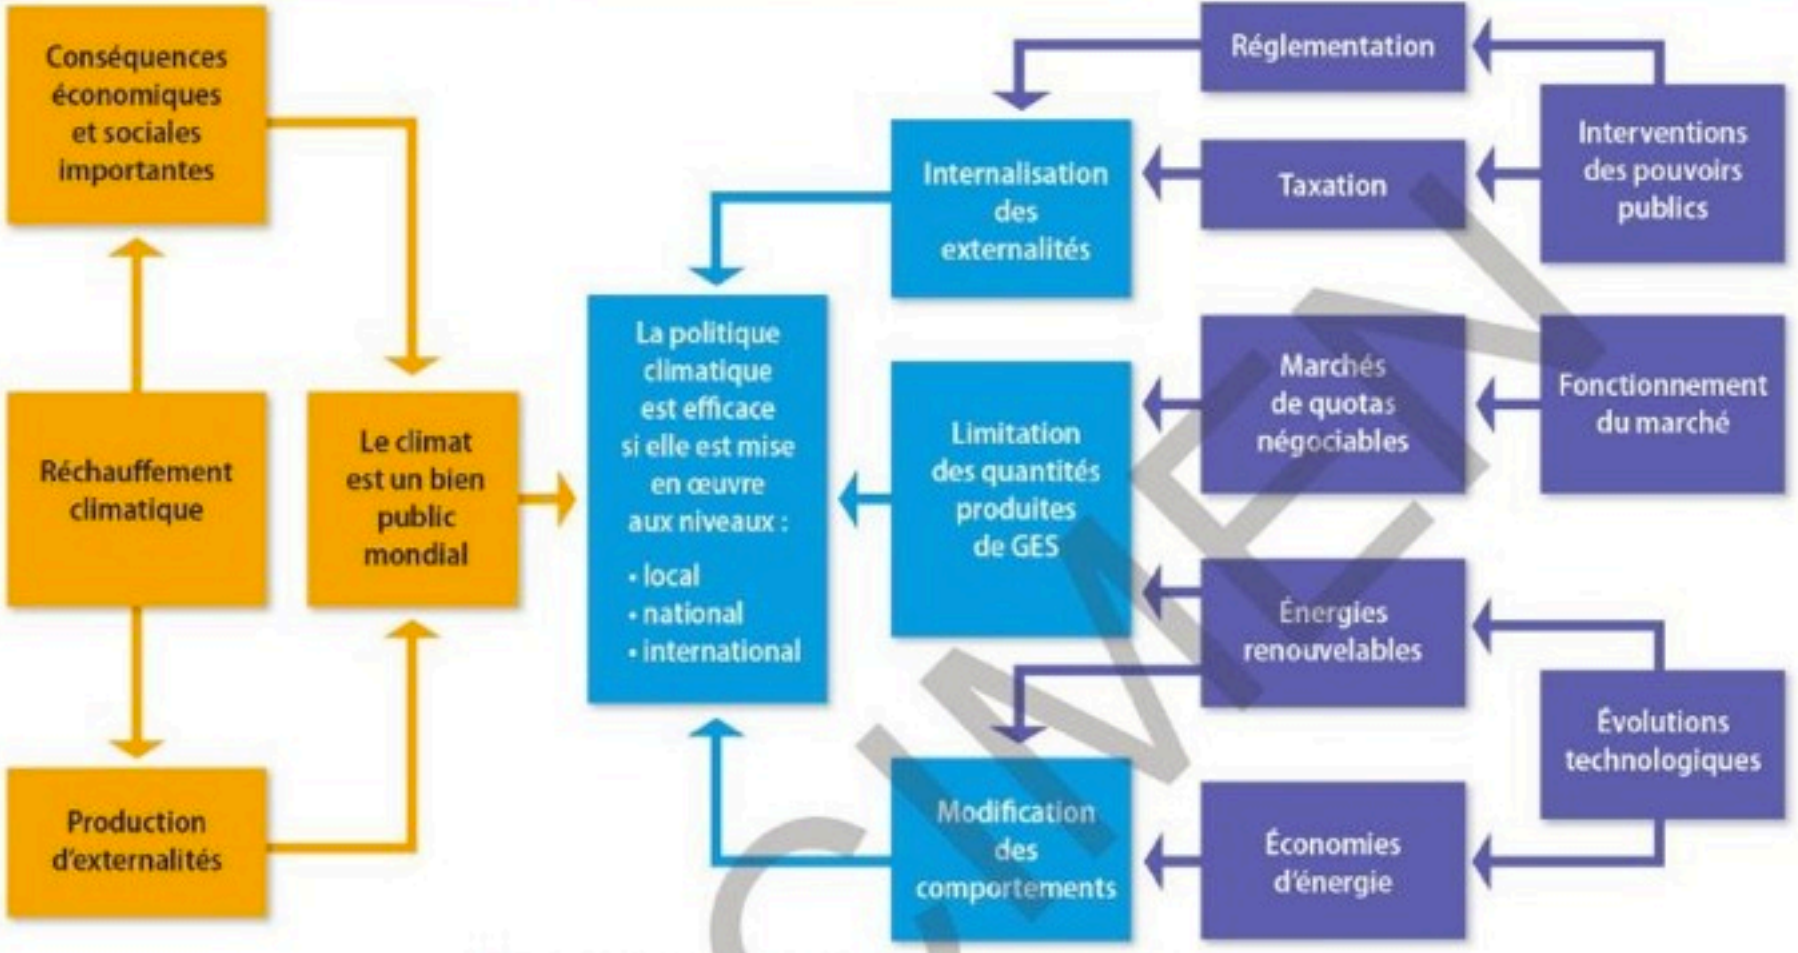 Conséquences
économiques
et sociales
importantes
Réchauffement
climatique
Production
d'externalités
Le climat
est un bien
public
mondial
La politique
climatique
est efficace
si elle est mise
en œuvre
aux niveaux :
• local
• national
• international
Internalisation
des
externalités
Limitation
des quantités
produites
de GES
Modification
des
comportements
Réglementation
Taxation
Marchés
de quotas
négociables
Énergies
renouvelables
Économies
d'énergie
Interventions
des pouvoirs
publics
Fonctionnement
du marché
Évolutions
technologiques
CIMEN